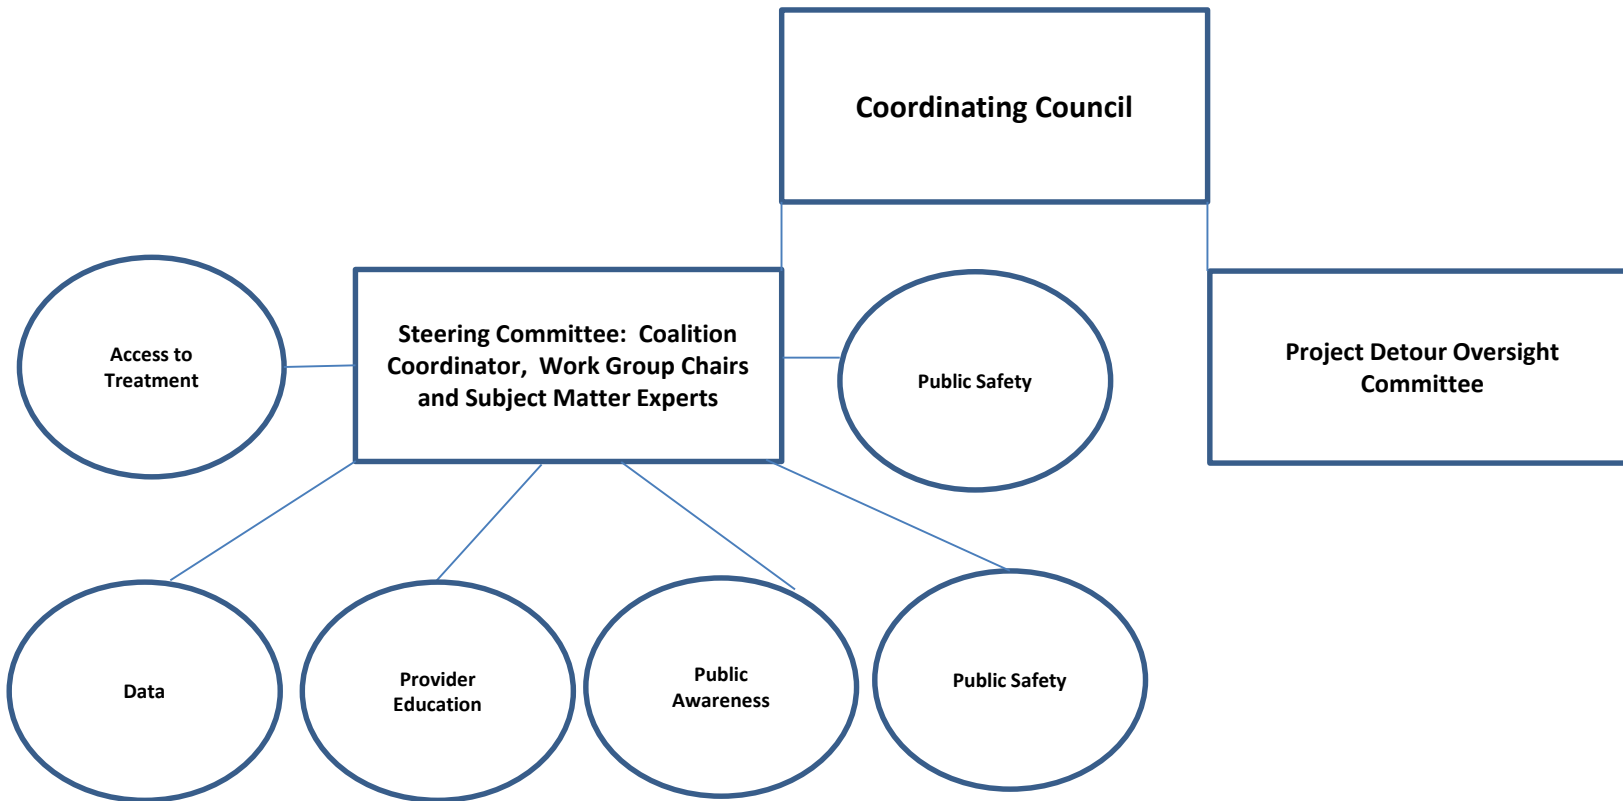 Coordinating Council
Access to
Treatment
Steering Committee:  Coalition
Coordinator,  Work Group Chairs
and Subject Matter Experts
Public Safety
Project Detour Oversight
Committee
Data
Provider
Education
Public
Awareness
Public Safety